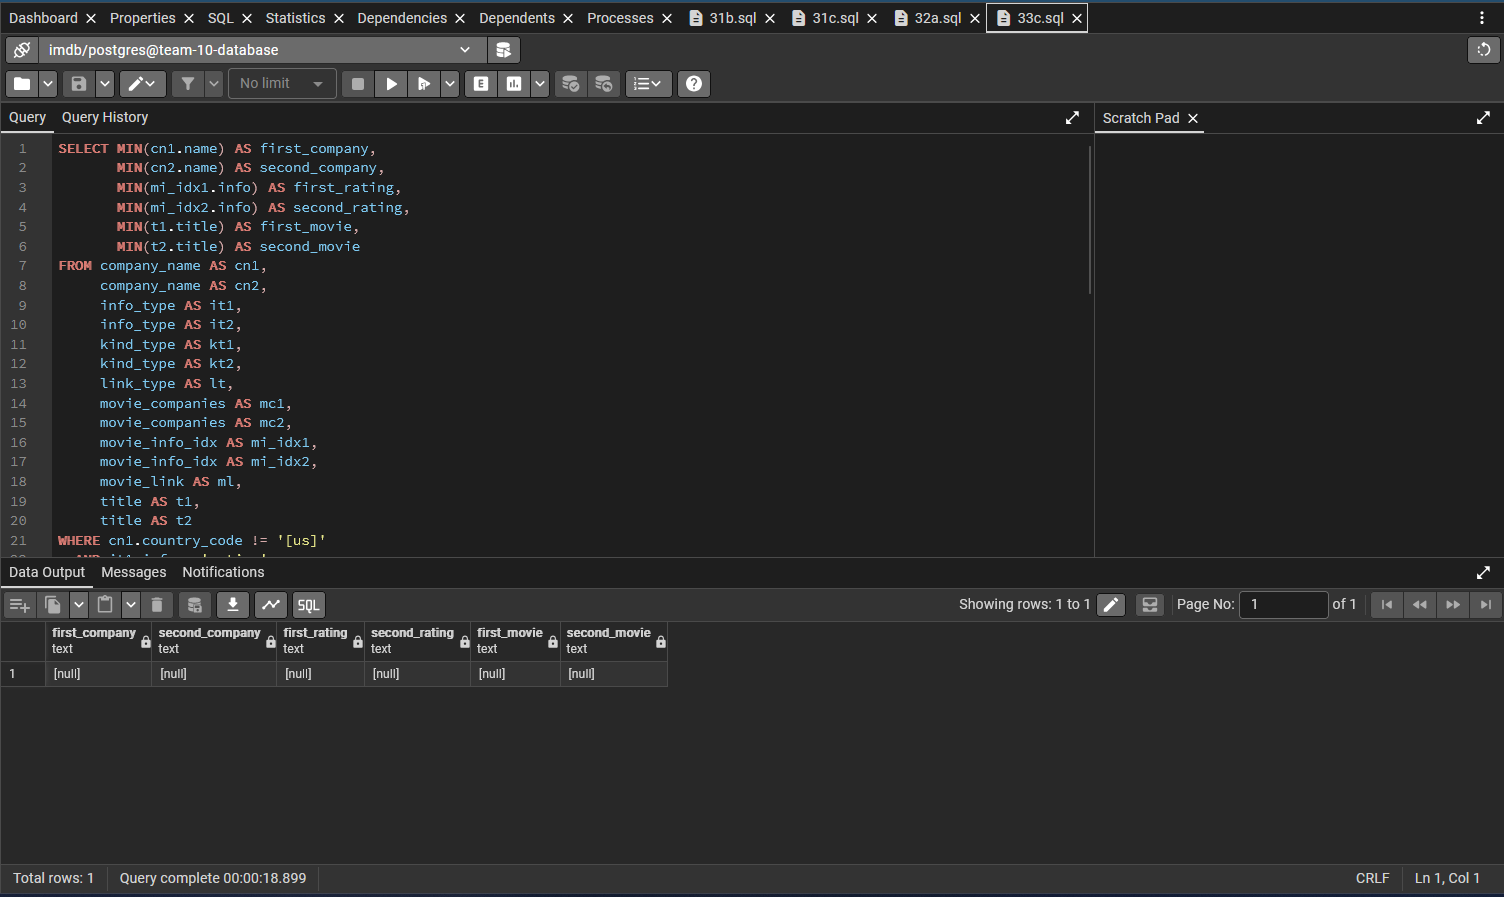 Dashboard Properties SQL Statistics Dependencies Dependents Processes 31b.sql 31c.sql 32a.sql 33c.sql
imdb/postgres@team-10-database
No limit E
Query Query History Scratch Pad
1 SELECT MIN(cn1.name) AS first_company,
2 MIN(cn2.name) AS second_company,
3 MIN(mi_idx1.info) AS first_rating,
4 MIN(mi_idx2.info) AS second_rating,
5 MIN(t1.title) AS first_movie,
6 MIN(t2.title) AS second_movie
7 FROM company_name AS cn1,
8 company_name AS cn2,
9 info_type AS it1,
10 info_type AS it2,
11 kind_type AS kt1,
12 kind_type AS kt2,
13 link_type AS lt,
14 movie_companies AS mc1,
15 movie_companies AS mc2,
16 movie_info_idx AS mi_idx1,
17 movie_info_idx AS mi_idx2,
18 movie_link AS ml,
19 title AS t1,
20 title AS t2
21 WHERE cn1.country_code != '[us]'
Data Output Messages Notifications
SQL Showing rows: 1 to 1 Page No: 1 of 1
first_company second_company first_rating second_rating first_movie second_movie
text text text text text text
1 [null] [null] [null] [null] [null] [null]
Total rows: 1 Query complete 00:00:18.899 CRLF Ln 1, Col 1